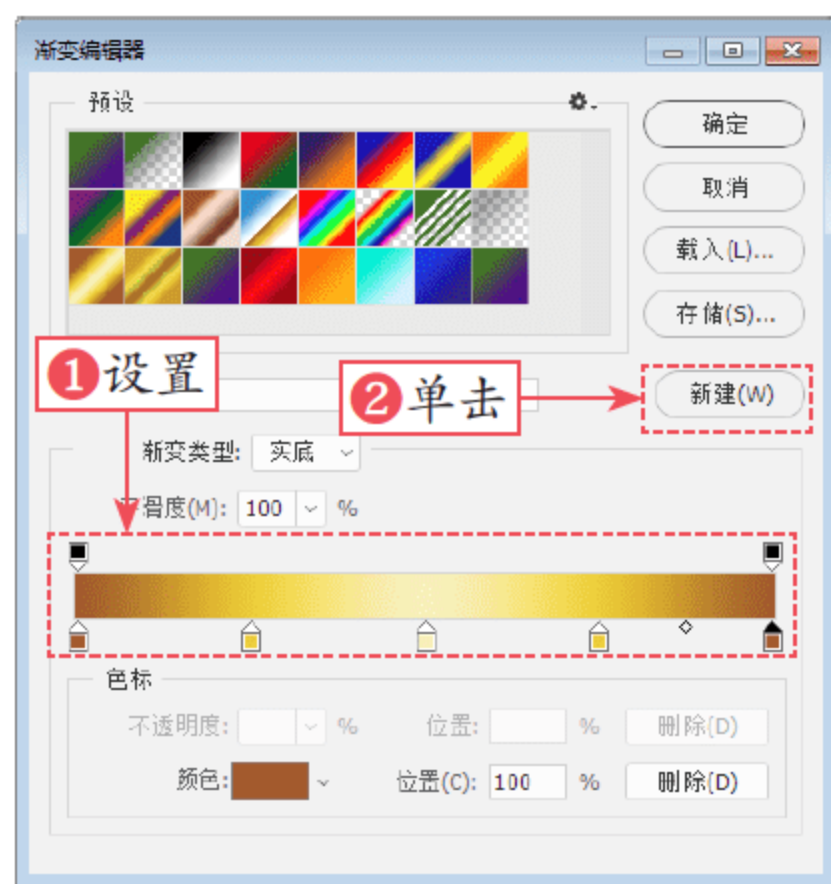 渐变编辑器
预设
确定
取消
载入(L)...
存储(S)...
❶设置
❷单击
新建(W)
渐变类型: 实底
滑度(M): 100 %
色标
不透明度: % 位置: % 删除(D)
颜色: 位置(C): 100 % 删除(D)